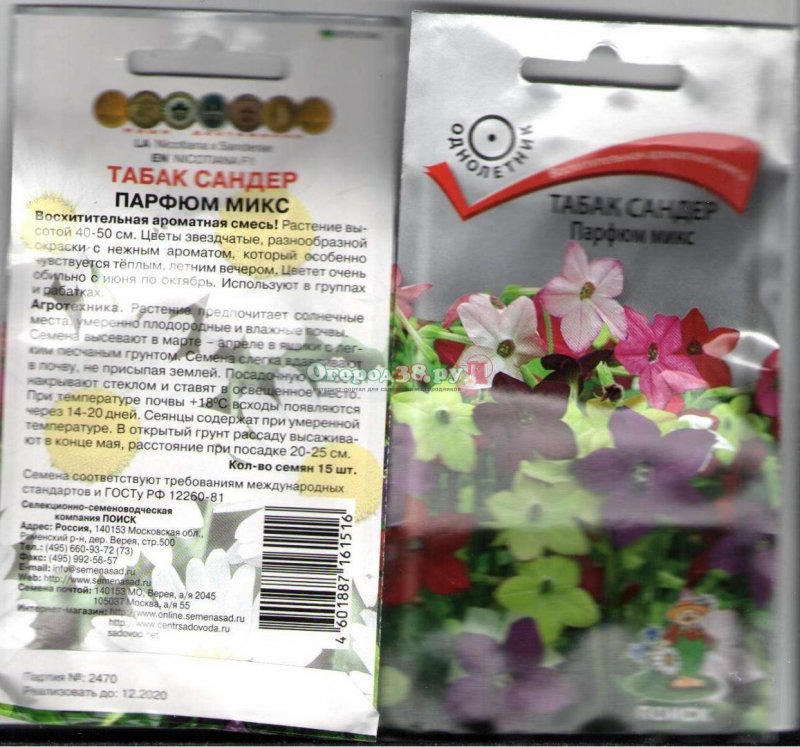 LA Nicotiana x Sanderae
EN NICOTIANA F1
ТАБАК САНДЕР
ПАРФЮМ МИКС
Восхитительная ароматная смесь! Растение вы-
сотой 40-50 см. Цветы звездчатые, разнообразной
окраски с нежным ароматом, который особенно
чувствуется тёплым, летним вечером. Цветет очень
обильно с июня по октябрь. Используют в группах
и рабатках.
Агротехника. Растение предпочитает солнечные
места, умеренно плодородные и влажные почвы.
Семена высевают в марте – апреле в ящики с лег-
ким песчаным грунтом. Семена слегка вдавливают
в почву, не присыпая землей. Посадочную
накрывают стеклом и ставят в освещенное место.
При температуре почвы +18°С всходы появляются
через 14-20 дней. Сеянцы содержат при умеренной
температуре. В открытый грунт рассаду высажива-
ют в конце мая, расстояние при посадке 20-25 см.
Кол-во семян 15 шт.
Семена соответствуют требованиям международных
стандартов и ГОСТу РФ 12260-81
Селекционно-семеноводческая
компания ПОИСК
Адрес: Россия, 140153 Московская обл.,
Раменский р-н, дер. Верея, стр.500
Тел.: (495) 660-93-72 (73)
Факс: (495) 992-56-57
E-mail: info@semenasad.ru
Web: http://www.semenasad.ru
Семена почтой: 140153 МО, Верея, а/я 2045
105037 Москва, а/я 55
Интернет-магазин: http://www.online.semenasad.ru
http://www.centrsadovoda.ru
sadovod.net
4 601887 161516
Партия №: 2470
Реализовать до: 12.2020
ОДНОЛЕТНИК
ТАБАК САНДЕР
Парфюм микс
Огород38.ру
ПОИСК